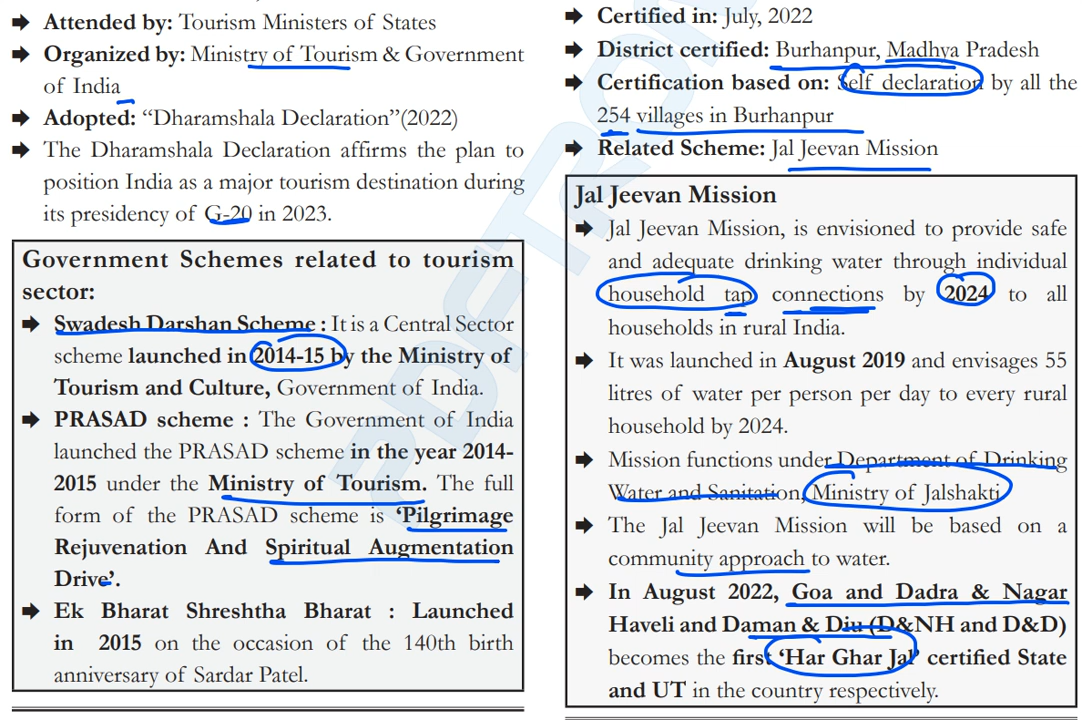 ➡ Attended by: Tourism Ministers of States
➡ Organized by: Ministry of Tourism & Government
of India
➡ Adopted: “Dharamshala Declaration”(2022)
➡ The Dharamshala Declaration affirms the plan to
position India as a major tourism destination during
its presidency of G-20 in 2023.
Government Schemes related to tourism
sector:
➡ Swadesh Darshan Scheme : It is a Central Sector
scheme launched in 2014-15 by the Ministry of
Tourism and Culture, Government of India.
➡ PRASAD scheme : The Government of India
launched the PRASAD scheme in the year 2014-
2015 under the Ministry of Tourism. The full
form of the PRASAD scheme is ‘Pilgrimage
Rejuvenation And Spiritual Augmentation
Drive’.
➡ Ek Bharat Shreshtha Bharat : Launched
in 2015 on the occasion of the 140th birth
anniversary of Sardar Patel.
➡ Certified in: July, 2022
➡ District certified: Burhanpur, Madhya Pradesh
➡ Certification based on: Self declaration by all the
254 villages in Burhanpur
➡ Related Scheme: Jal Jeevan Mission
Jal Jeevan Mission
➡ Jal Jeevan Mission, is envisioned to provide safe
and adequate drinking water through individual
household tap connections by 2024 to all
households in rural India.
➡ It was launched in August 2019 and envisages 55
litres of water per person per day to every rural
household by 2024.
➡ Mission functions under Department of Drinking
Water and Sanitation, Ministry of Jalshakti
➡ The Jal Jeevan Mission will be based on a
community approach to water.
➡ In August 2022, Goa and Dadra & Nagar
Haveli and Daman & Diu (D&NH and D&D)
becomes the first ‘Har Ghar Jal’ certified State
and UT in the country respectively.